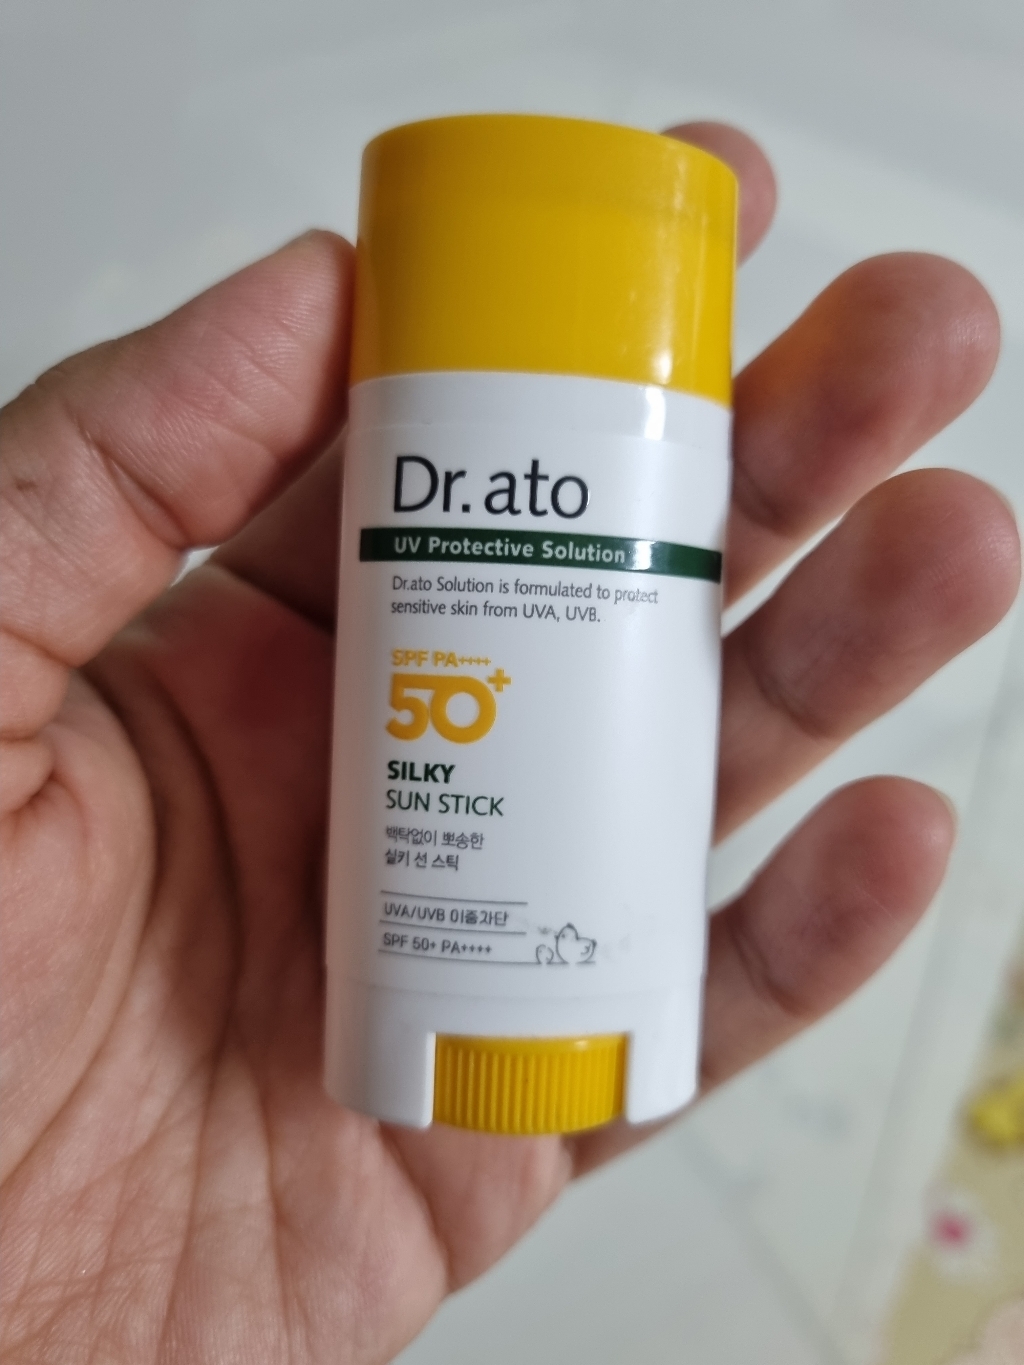 Dr.ato
UV Protective Solution
Dr.ato Solution is formulated to protect
sensitive skin from UVA, UVB.
SPF PA++++
50+
SILKY
SUN STICK
백탁없이 뽀송한
실키 선 스틱
UVA/UVB 이중차단
SPF 50+ PA++++